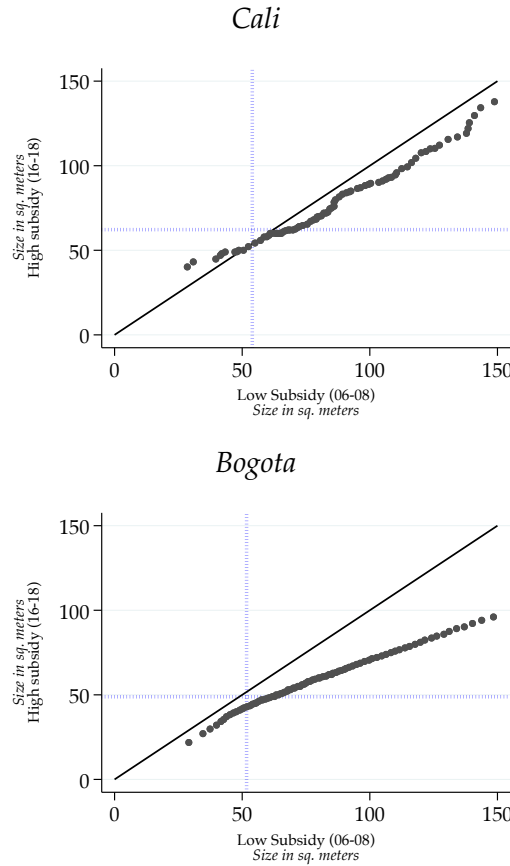 Cali
150
100
50
0
Size in sq. meters
High subsidy (16-18)
0 50 100 150
Low Subsidy (06-08)
Size in sq. meters
Bogota
150
100
50
0
Size in sq. meters
High subsidy (16-18)
0 50 100 150
Low Subsidy (06-08)
Size in sq. meters